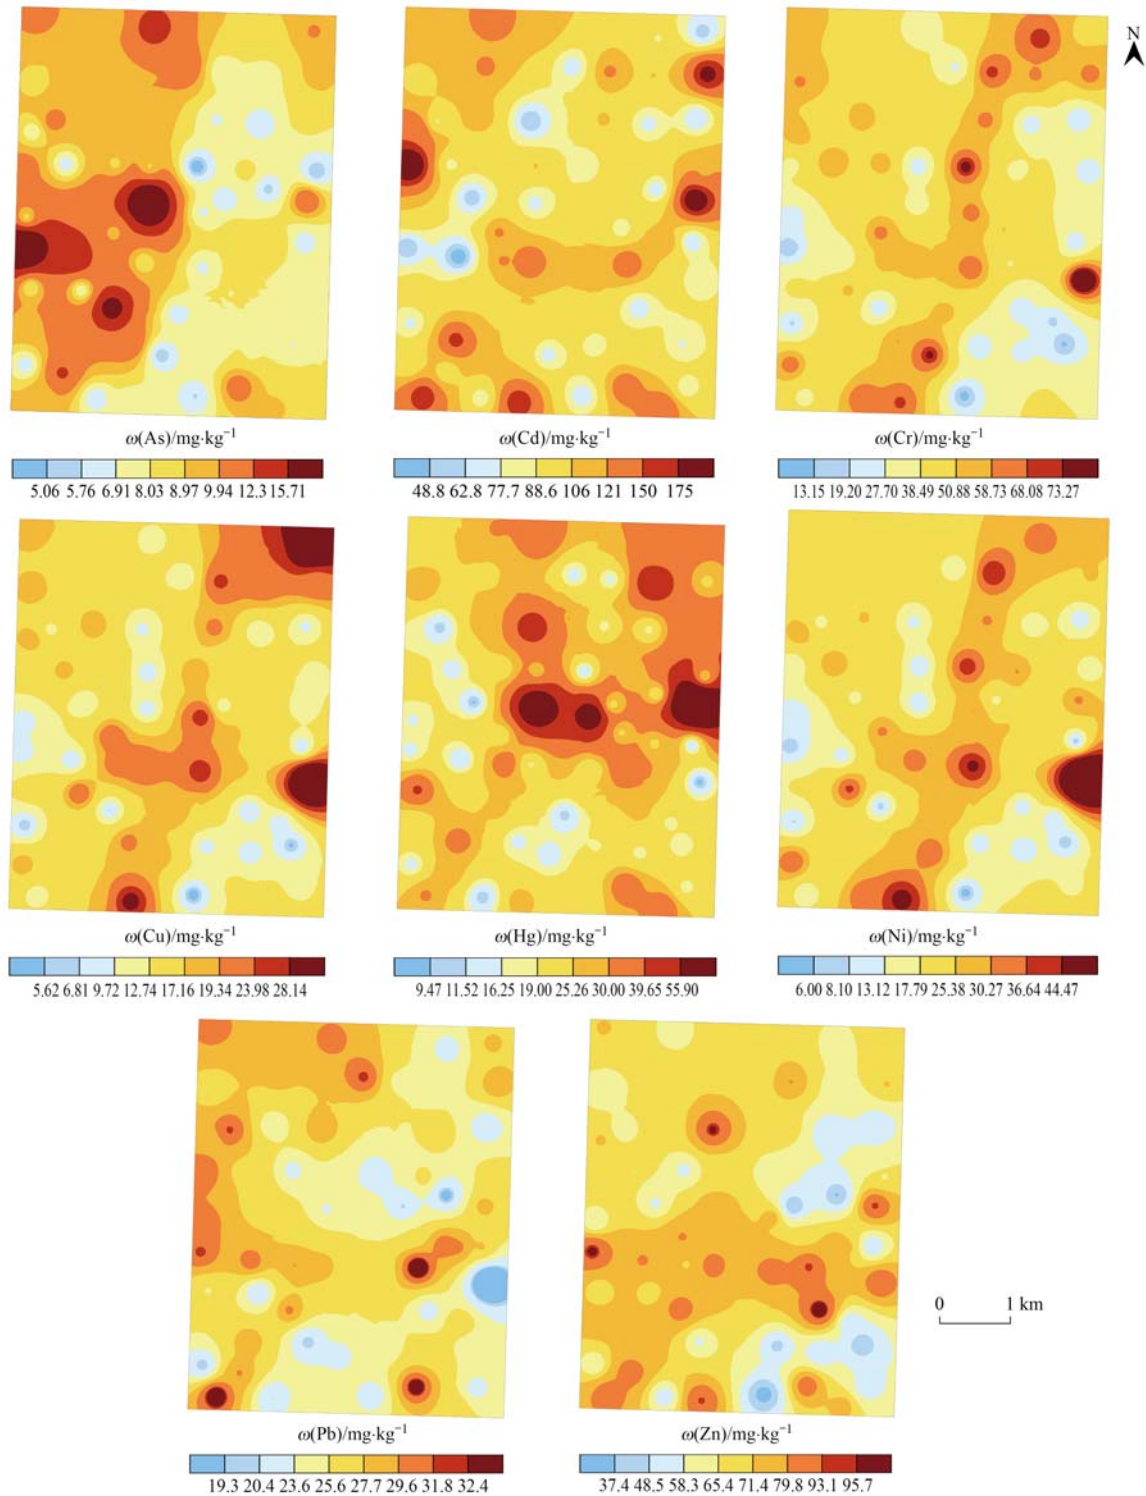 N
ω(As)/mg·kg⁻¹ ω(Cd)/mg·kg⁻¹ ω(Cr)/mg·kg⁻¹
5.06 5.76 6.91 8.03 8.97 9.94 12.3 15.71 48.8 62.8 77.7 88.6 106 121 150 175 13.15 19.20 27.70 38.49 50.88 58.73 68.08 73.27
ω(Cu)/mg·kg⁻¹ ω(Hg)/mg·kg⁻¹ ω(Ni)/mg·kg⁻¹
5.62 6.81 9.72 12.74 17.16 19.34 23.98 28.14 9.47 11.52 16.25 19.00 25.26 30.00 39.65 55.90 6.00 8.10 13.12 17.79 25.38 30.27 36.64 44.47
0 1 km
ω(Pb)/mg·kg⁻¹ ω(Zn)/mg·kg⁻¹
19.3 20.4 23.6 25.6 27.7 29.6 31.8 32.4 37.4 48.5 58.3 65.4 71.4 79.8 93.1 95.7